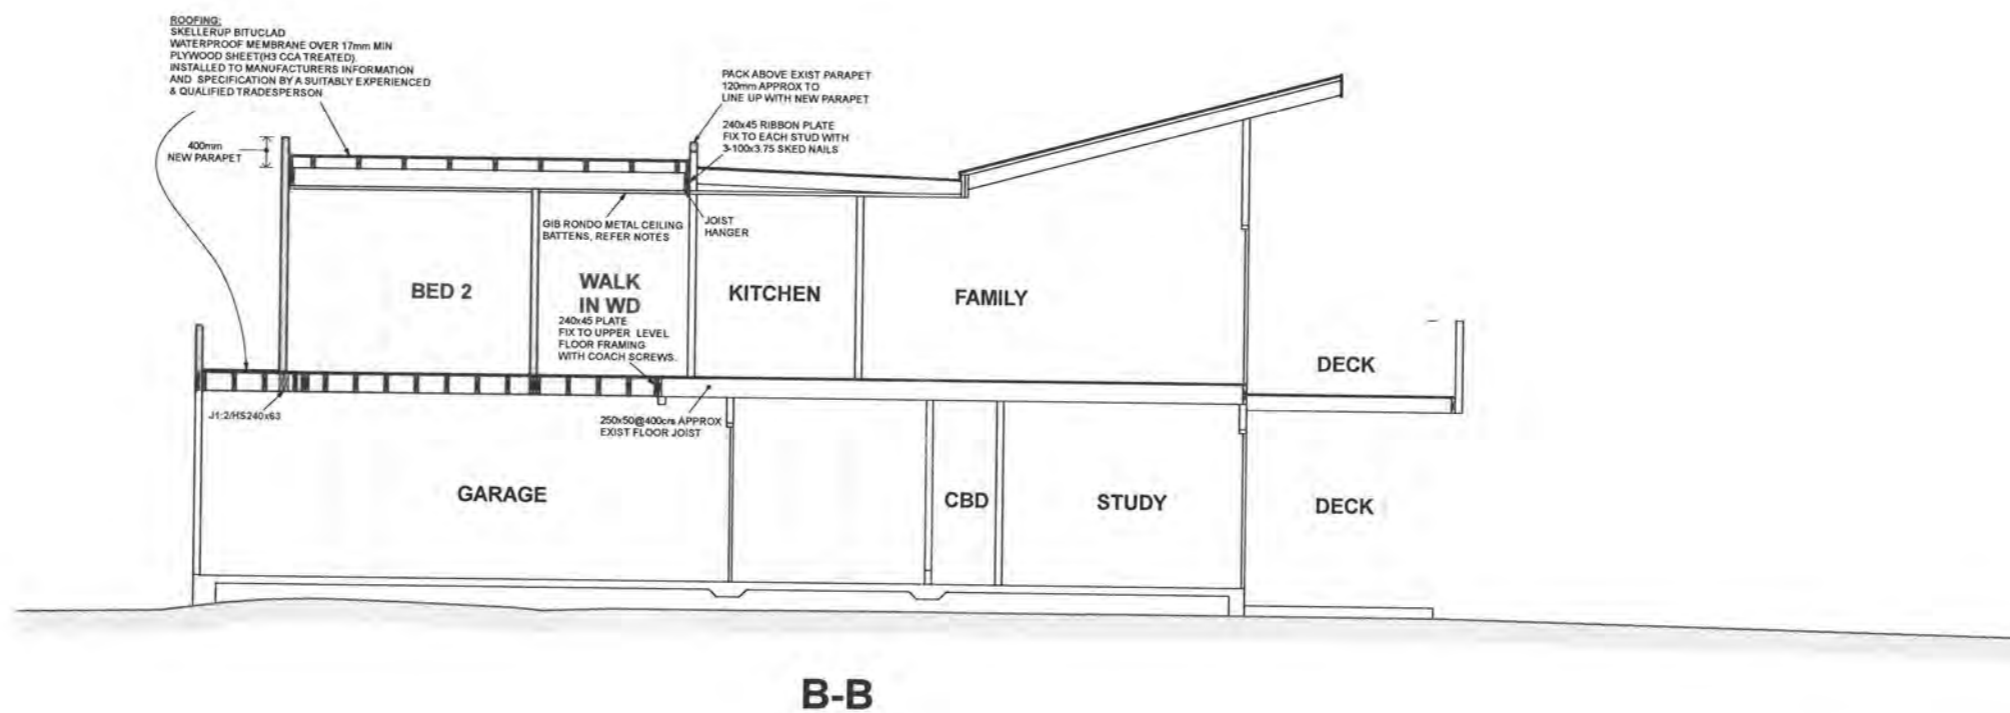 ROOFING:
SKELLERUP BITUCLAD
WATERPROOF MEMBRANE OVER 17mm MIN
PLYWOOD SHEET(H3 CCA TREATED).
INSTALLED TO MANUFACTURERS INFORMATION
AND SPECIFICATION BY A SUITABLY EXPERIENCED
& QUALIFIED TRADESPERSON
400mm
NEW PARAPET
PACK ABOVE EXIST PARAPET
120mm APPROX TO
LINE UP WITH NEW PARAPET
240x45 RIBBON PLATE
FIX TO EACH STUD WITH
3-100x3.75 SKED NAILS
GIB RONDO METAL CEILING
BATTENS, REFER NOTES
JOIST
HANGER
BED 2
WALK
IN WD
KITCHEN
FAMILY
240x45 PLATE
FIX TO UPPER LEVEL
FLOOR FRAMING
WITH COACH SCREWS.
DECK
J1:2/HS240x63
250x50@400crs APPROX
EXIST FLOOR JOIST
GARAGE
CBD
STUDY
DECK
B-B